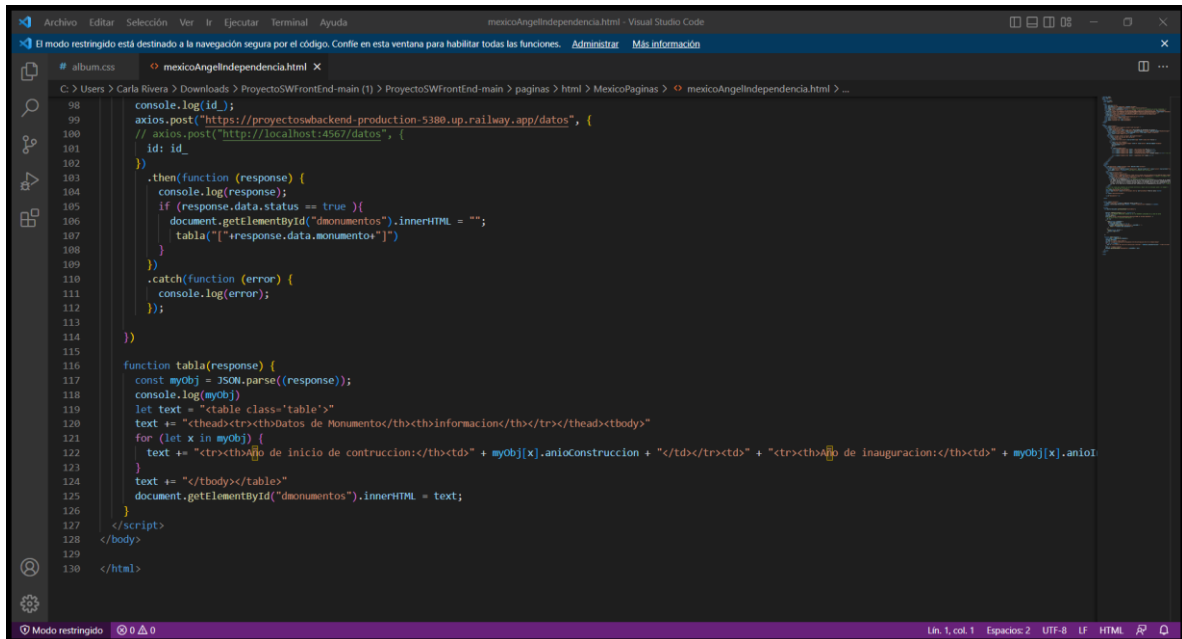 Archivo Editar Selección Ver Ir Ejecutar Terminal Ayuda mexicoAngelIndependencia.html - Visual Studio Code
El modo restringido está destinado a la navegación segura por el código. Confíe en esta ventana para habilitar todas las funciones. Administrar Más información
# album.css <> mexicoAngelIndependencia.html X
C: > Users > Carla Rivera > Downloads > ProyectoSWFrontEnd-main (1) > ProyectoSWFrontEnd-main > paginas > html > MexicoPaginas > <> mexicoAngelIndependencia.html > ...
98 console.log(id_);
99 axios.post("https://proyectoswbackend-production-5380.up.railway.app/datos", {
100 // axios.post("http://localhost:4567/datos", {
101 id: id_
102 })
103 .then(function (response) {
104 console.log(response);
105 if (response.data.status == true ){
106 document.getElementById("dmonumentos").innerHTML = "";
107 tabla("["+response.data.monumento+"]")
108 }
109 })
110 .catch(function (error) {
111 console.log(error);
112 });
113
114 })
115
116 function tabla(response) {
117 const myObj = JSON.parse((response));
118 console.log(myObj)
119 let text = "<table class='table'>"
120 text += "<thead><tr><th>Datos de Monumento</th><th>informacion</th></tr></thead><tbody>"
121 for (let x in myObj) {
122 text += "<tr><th>Año de inicio de contruccion:</th><td>" + myObj[x].anioConstruccion + "</td></tr><td>" + "<tr><th>Año de inauguracion:</th><td>" + myObj[x].anioI
123 }
124 text += "</tbody></table>"
125 document.getElementById("dmonumentos").innerHTML = text;
126 }
127 </script>
128 </body>
129
130 </html>
Modo restringido 0 0 Lín. 1, col. 1 Espacios: 2 UTF-8 LF HTML